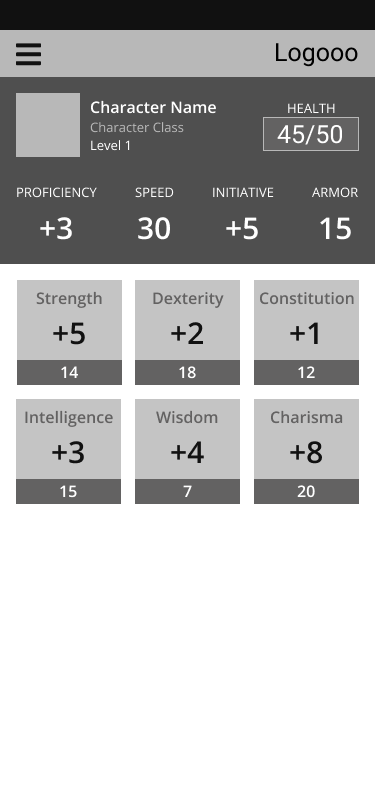 Logooo
Character Name
Character Class
Level 1
HEALTH
45/50
PROFICIENCY SPEED INITIATIVE ARMOR
+3 30 +5 15
Strength Dexterity Constitution
+5 +2 +1
14 18 12
Intelligence Wisdom Charisma
+3 +4 +8
15 7 20